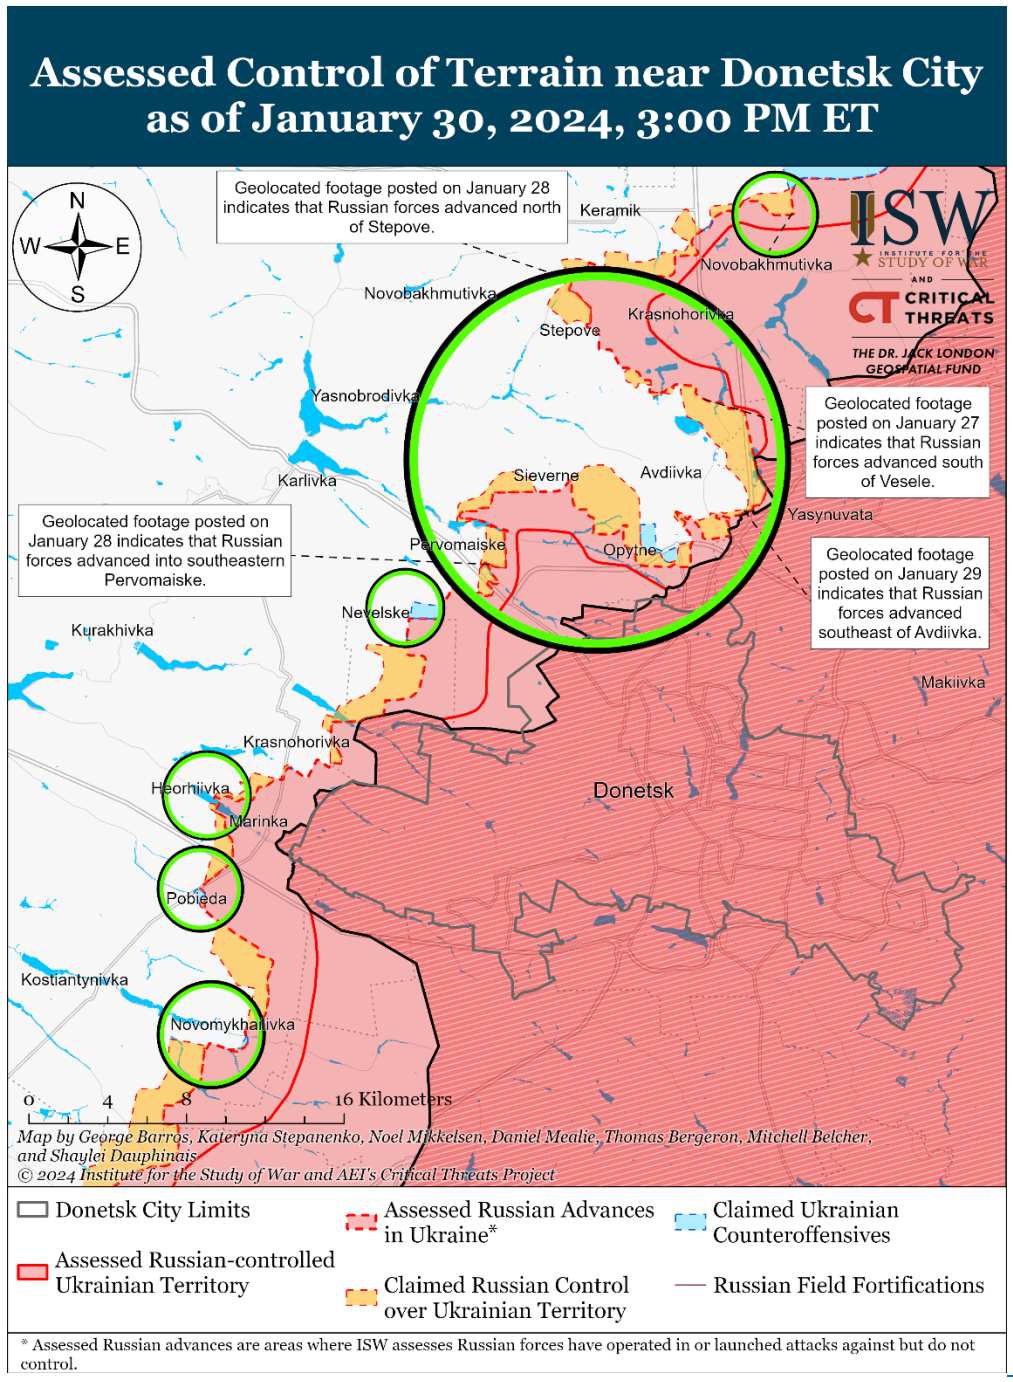 Assessed Control of Terrain near Donetsk City
as of January 30, 2024, 3:00 PM ET
N
W
E
S
Geolocated footage posted on January 28
indicates that Russian forces advanced north
of Stepove.
Keramik
Novobakhmutivka
ISW
INSTITUTE FOR THE
STUDY OF WAR
AND
CT CRITICAL
THREATS
THE DR. JACK LONDON
GEOSPATIAL FUND
Novobakhmutivka
Krasnohorivka
Stepove
Yasnobrodivka
Geolocated footage
posted on January 27
indicates that Russian
forces advanced south
of Vesele.
Karlivka
Sieverne
Avdiivka
Yasynuvata
Geolocated footage posted on
January 28 indicates that Russian
forces advanced into southeastern
Pervomaiske.
Pervomaiske
Opytne
Geolocated footage
posted on January 29
indicates that Russian
forces advanced
southeast of Avdiivka.
Nevelske
Kurakhivka
Makiivka
Krasnohorivka
Heorhiivka
Donetsk
Marinka
Pobieda
Kostiantynivka
Novomykhailivka
0 4 8 16 Kilometers
Map by George Barros, Kateryna Stepanenko, Noel Mikkelsen, Daniel Mealie, Thomas Bergeron, Mitchell Belcher,
and Shaylei Dauphinais
© 2024 Institute for the Study of War and AEI's Critical Threats Project
Donetsk City Limits
Assessed Russian-controlled
Ukrainian Territory
Assessed Russian Advances
in Ukraine*
Claimed Russian Control
over Ukrainian Territory
Claimed Ukrainian
Counteroffensives
Russian Field Fortifications
* Assessed Russian advances are areas where ISW assesses Russian forces have operated in or launched attacks against but do not
control.